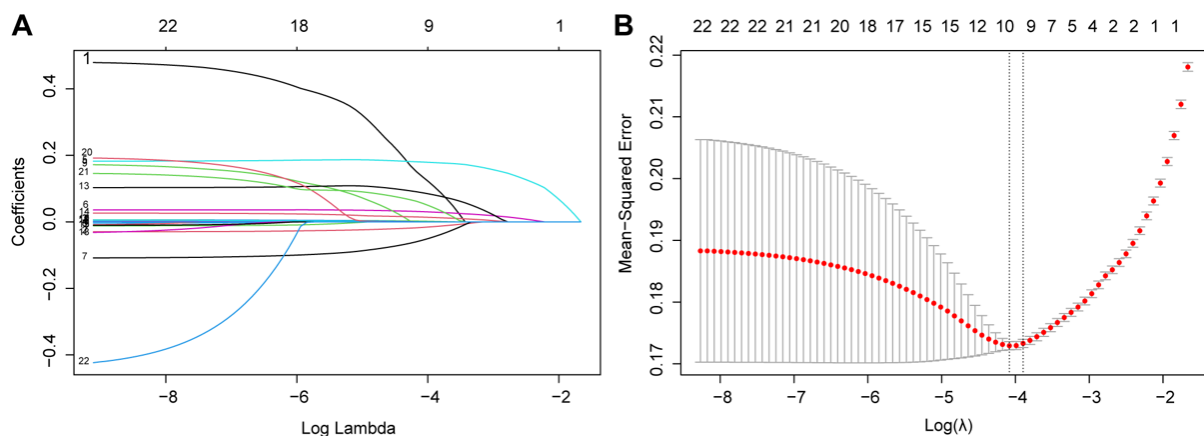 A
22 18 9 1
0.4
0.2
0.0
−0.2
−0.4
Coefficients
1
20
21
13
6
7
22
−8 −6 −4 −2
Log Lambda
B
22 22 22 21 21 20 18 17 15 15 12 10 9 7 5 4 2 2 1 1
0.22
0.21
0.20
0.19
0.18
0.17
Mean−Squared Error
−8 −7 −6 −5 −4 −3 −2
Log(λ)